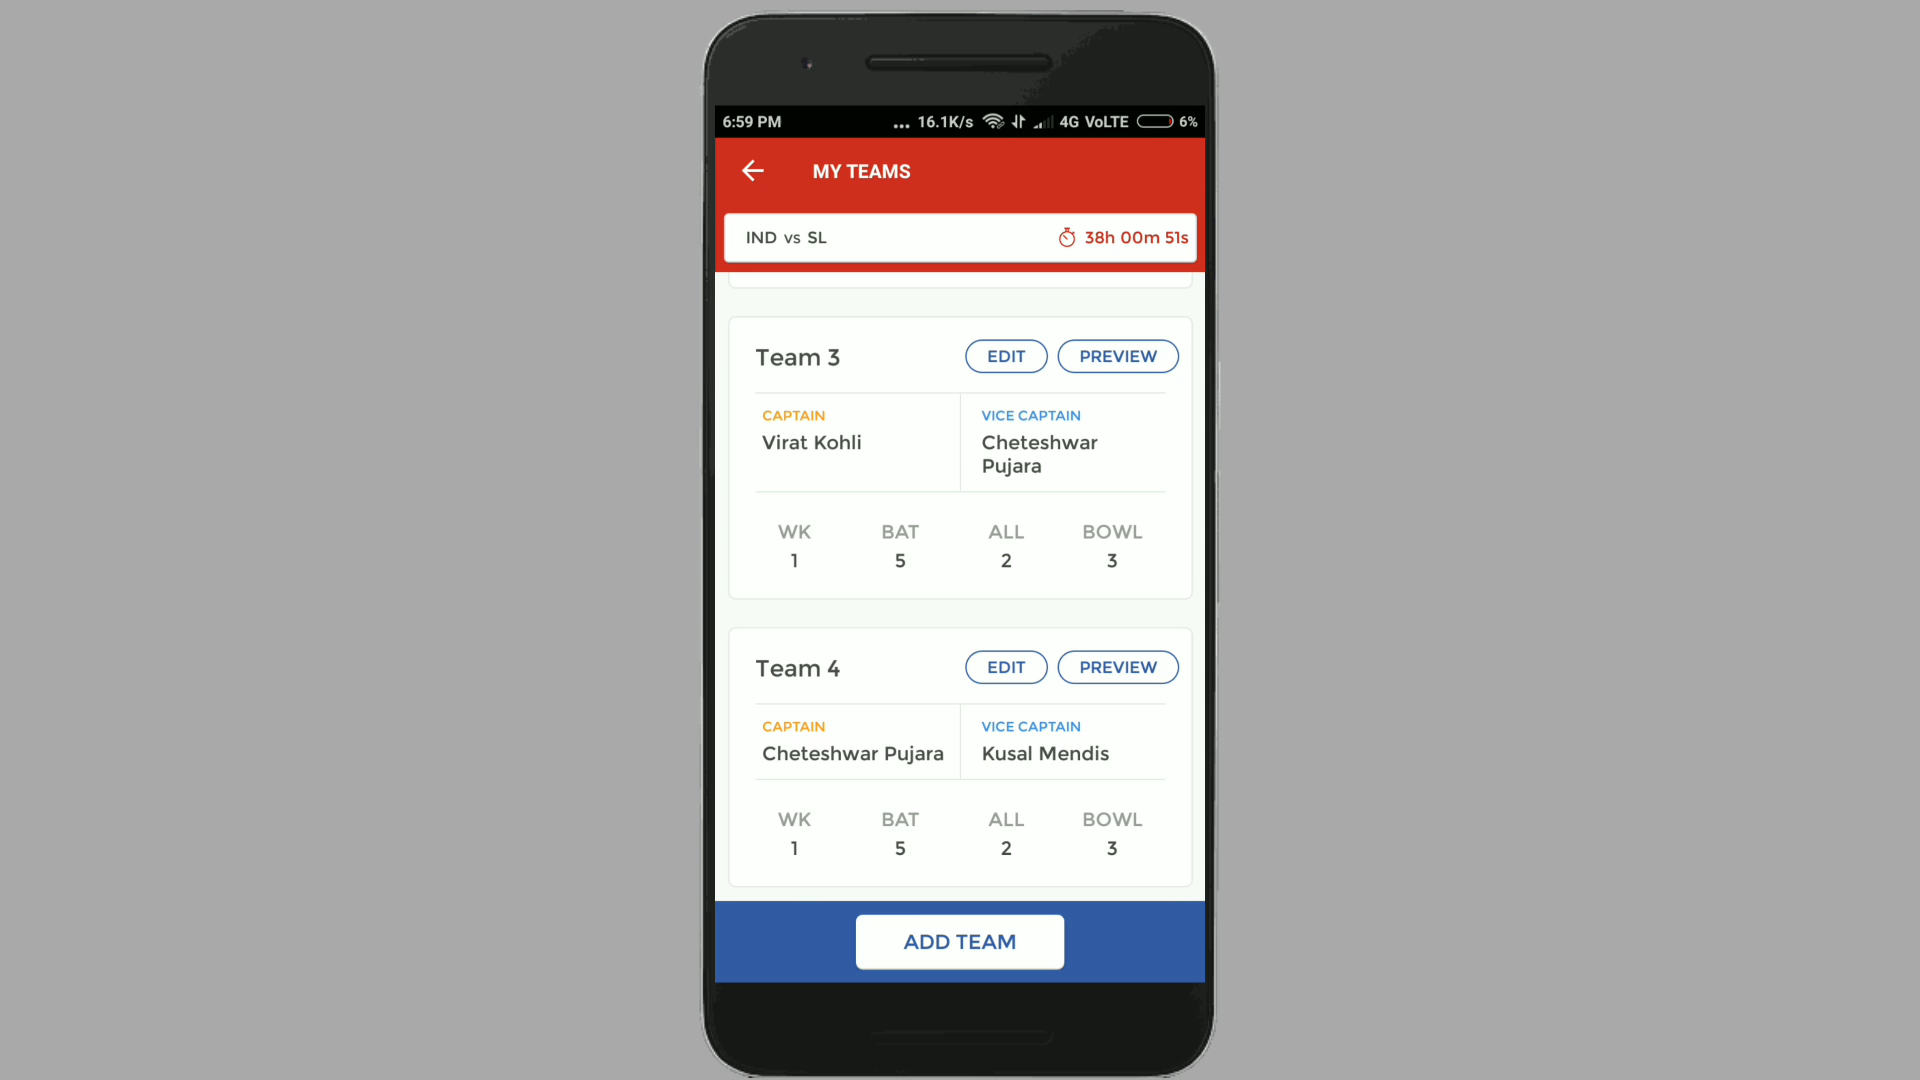 6:59 PM ... 16.1K/s 4G VoLTE 6%
MY TEAMS
IND vs SL 38h 00m 51s
Team 3 EDIT PREVIEW
CAPTAIN VICE CAPTAIN
Virat Kohli Cheteshwar
Pujara
WK BAT ALL BOWL
1 5 2 3
Team 4 EDIT PREVIEW
CAPTAIN VICE CAPTAIN
Cheteshwar Pujara Kusal Mendis
WK BAT ALL BOWL
1 5 2 3
ADD TEAM